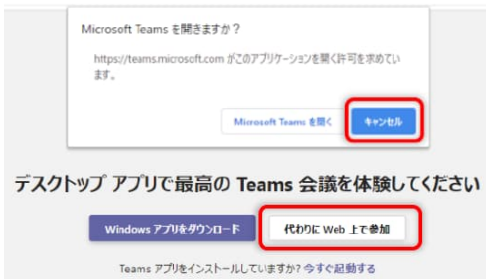 Microsoft Teams を開きますか？
https://teams.microsoft.com がこのアプリケーションを開く許可を求めてい
ます。
Microsoft Teams を開く
キャンセル
デスクトップ アプリで最高の Teams 会議を体験してください
Windows アプリをダウンロード
代わりに Web 上で参加
Teams アプリをインストールしていますか? 今すぐ起動する